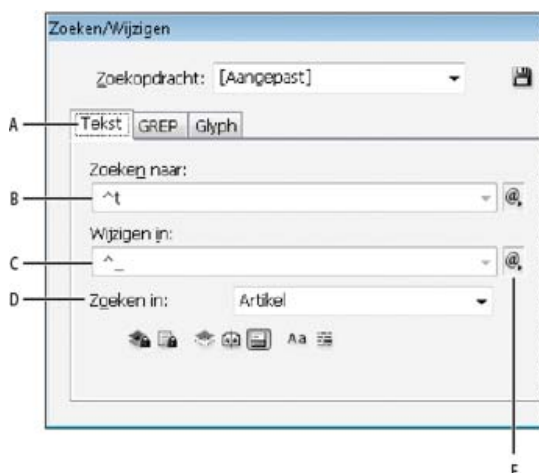 Zoeken/Wijzigen
Zoekopdracht: [Aangepast]
A
Tekst GREP Glyph
Zoeken naar:
B ^t @
Wijzigen in:
C ^_ @
D Zoeken in: Artikel
Aa